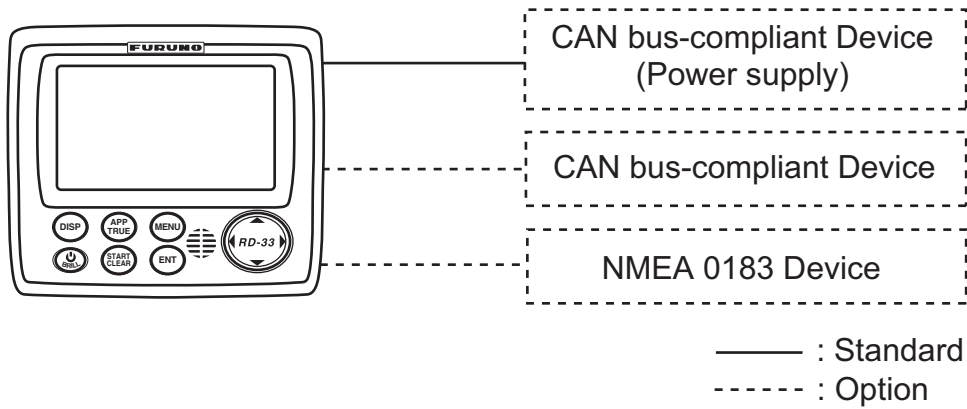 FURUNO
CAN bus-compliant Device
(Power supply)
CAN bus-compliant Device
DISP
APP
TRUE
MENU
BRILL
START
CLEAR
ENT
RD-33
NMEA 0183 Device
: Standard
: Option